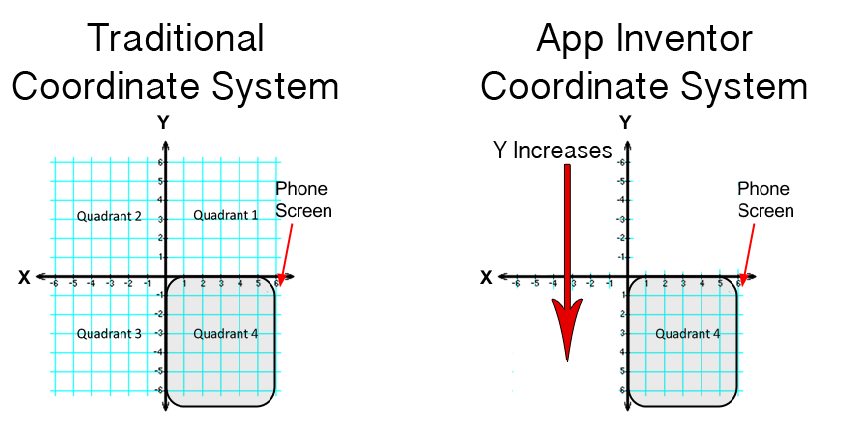 Traditional
Coordinate System
Y
6
5
4
3
2
1
Quadrant 2
Quadrant 1
Phone
Screen
X
-6 -5 -4 -3 -2 -1 1 2 3 4 5 6
-1
-2
-3
-4
-5
-6
Quadrant 3
Quadrant 4
App Inventor
Coordinate System
Y
Y Increases
-6
-5
-4
-3
-2
-1
Phone
Screen
X
-6 -5 -4 -3 -2 -1 1 2 3 4 5 6
1
2
3
4
5
6
Quadrant 4